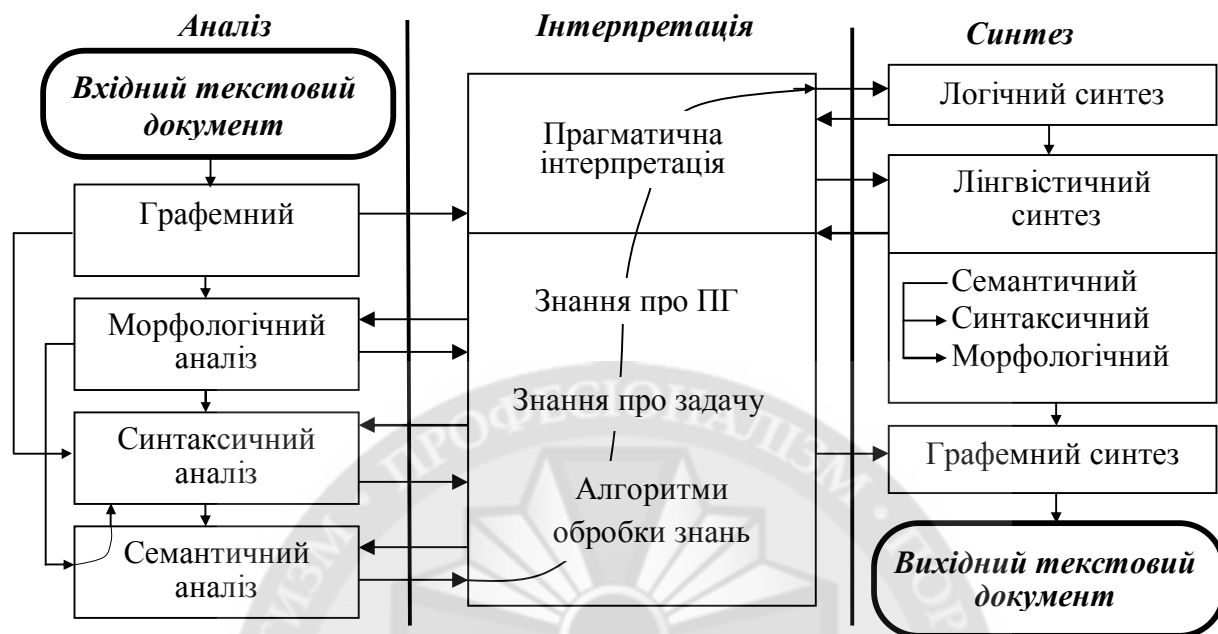 Аналіз
Вхідний текстовий
документ
Графемний
Морфологічний
аналіз
Синтаксичний
аналіз
Семантичний
аналіз
Інтерпретація
Прагматична
інтерпретація
Знання про ПГ
Знання про задачу
Алгоритми
обробки знань
Синтез
Логічний синтез
Лінгвістичний
синтез
Семантичний
Синтаксичний
Морфологічний
Графемний синтез
Вихідний текстовий
документ
ПРОФЕСІОНАЛІЗМ